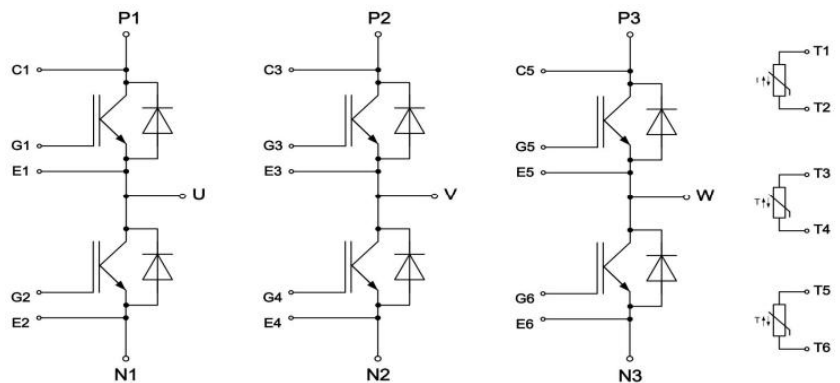 P1 P2 P3
C1 C3 C5 T1
T2
G1 G3 G5
E1 E3 E5 T3
U V W
T4
G2 G4 G6 T5
E2 E4 E6
T6
N1 N2 N3